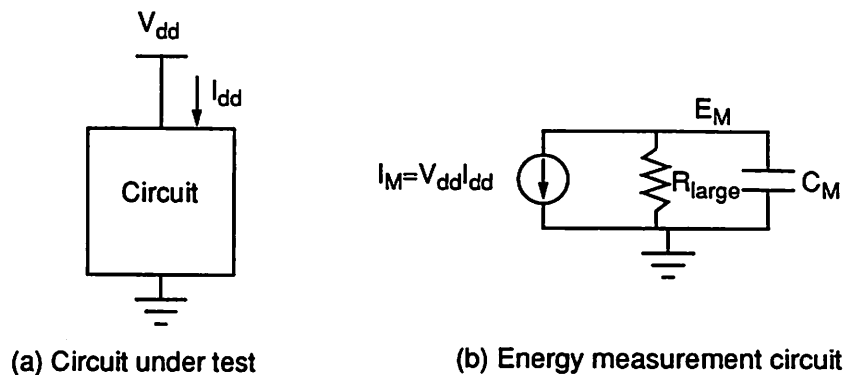 V_dd
I_dd
Circuit
E_M
I_M=V_ddI_dd
R_large
C_M
(a) Circuit under test
(b) Energy measurement circuit